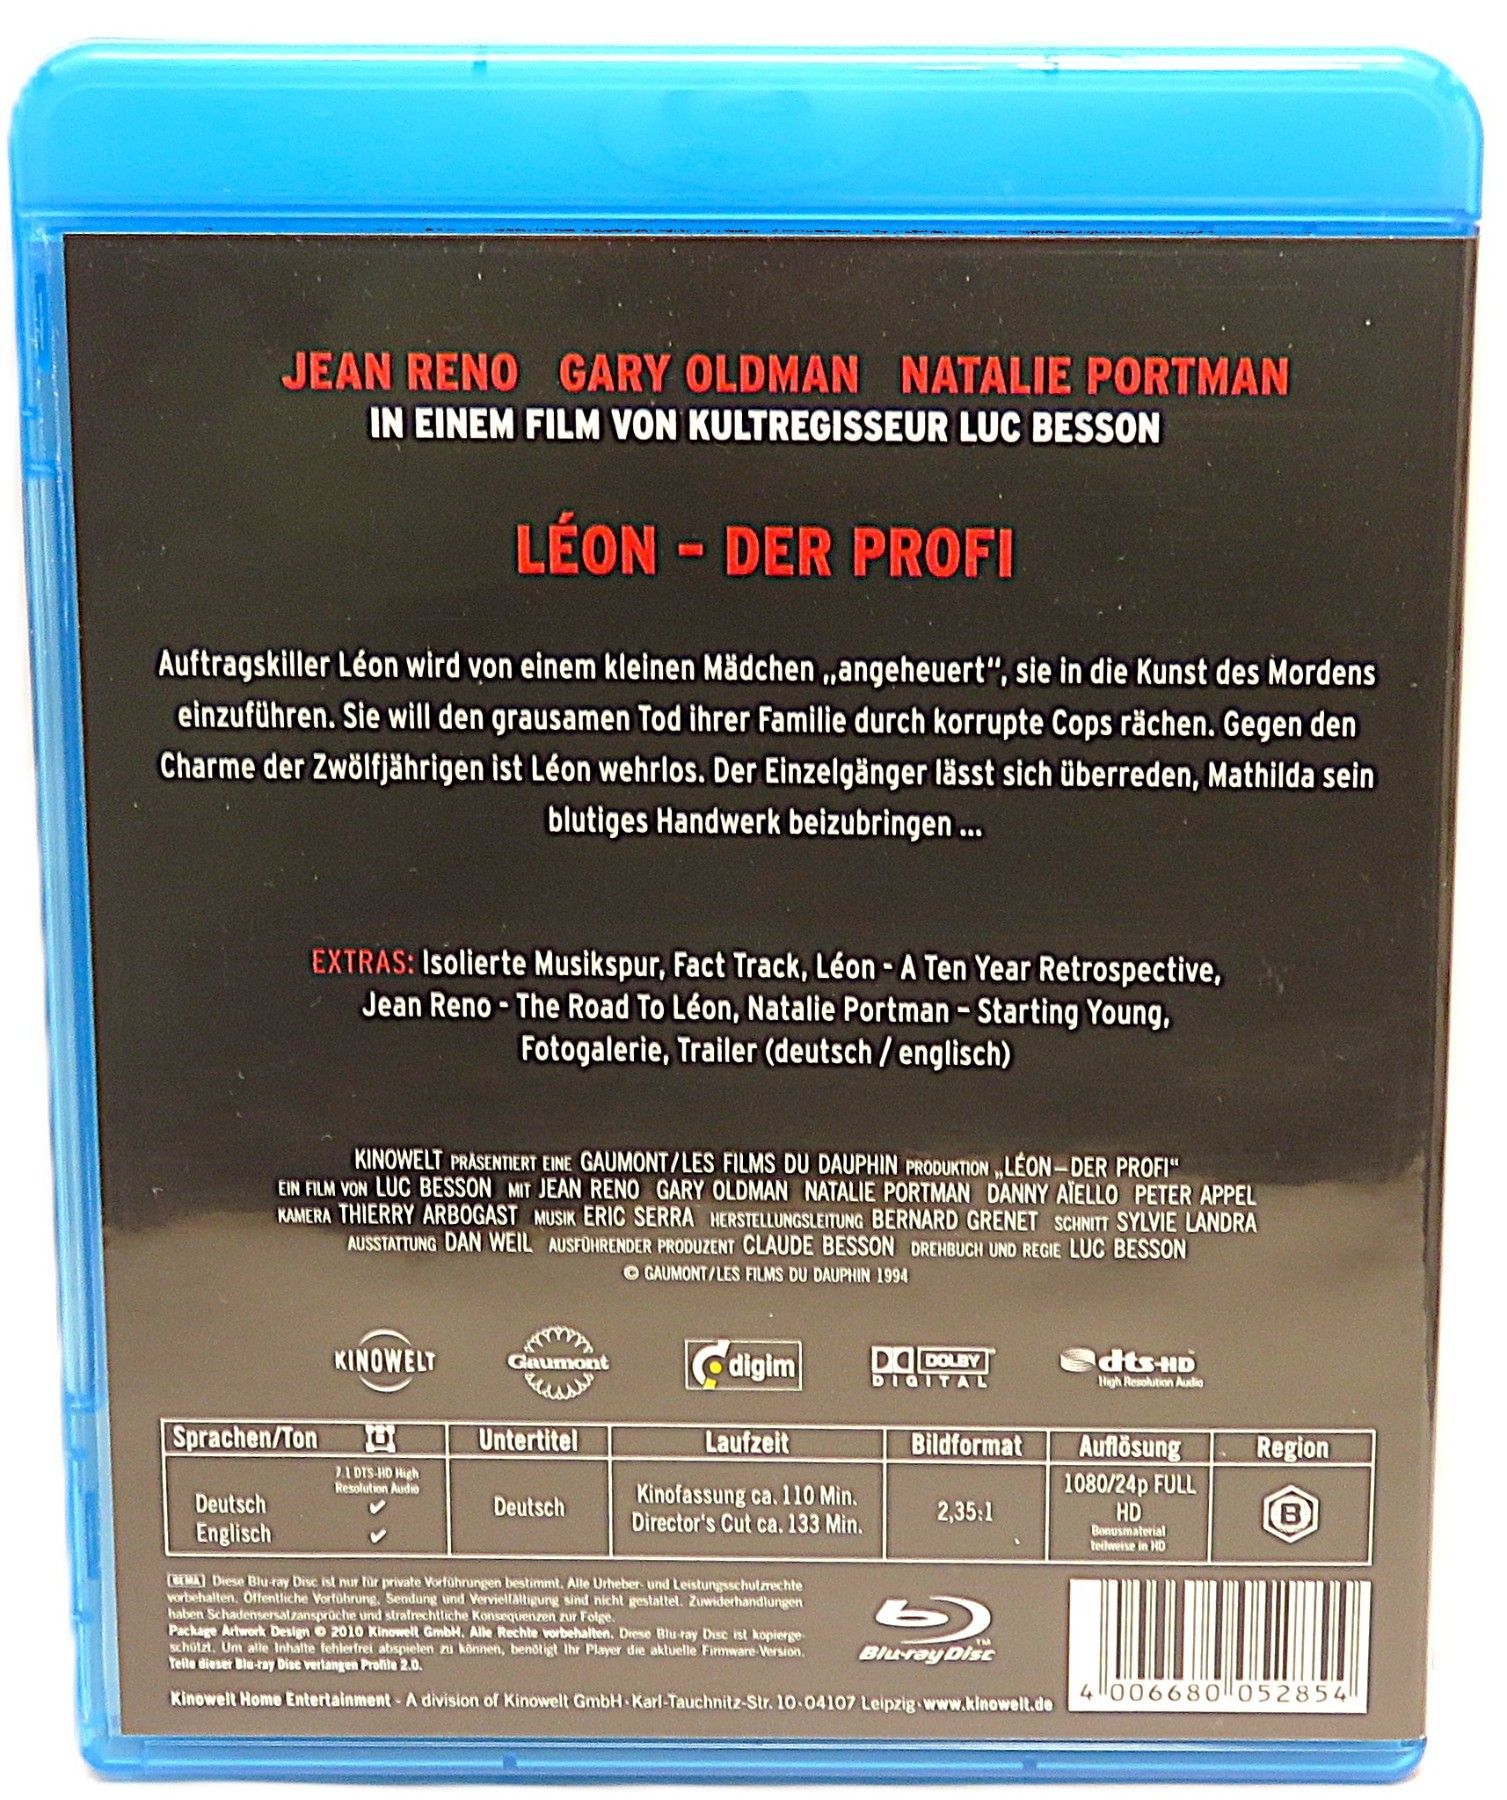 JEAN RENO GARY OLDMAN NATALIE PORTMAN
IN EINEM FILM VON KULTREGISSEUR LUC BESSON
LÉON - DER PROFI
Auftragskiller Léon wird von einem kleinen Mädchen „angeheuert“, sie in die Kunst des Mordens
einzuführen. Sie will den grausamen Tod ihrer Familie durch korrupte Cops rächen. Gegen den
Charme der Zwölfjährigen ist Léon wehrlos. Der Einzelgänger lässt sich überreden, Mathilda sein
blutiges Handwerk beizubringen ...
EXTRAS: Isolierte Musikspur, Fact Track, Léon - A Ten Year Retrospective,
Jean Reno - The Road To Léon, Natalie Portman – Starting Young,
Fotogalerie, Trailer (deutsch / englisch)
KINOWELT PRÄSENTIERT EINE GAUMONT/LES FILMS DU DAUPHIN PRODUKTION „LÉON–DER PROFI“
EIN FILM VON LUC BESSON MIT JEAN RENO GARY OLDMAN NATALIE PORTMAN DANNY AÏELLO PETER APPEL
KAMERA THIERRY ARBOGAST MUSIK ERIC SERRA HERSTELLUNGSLEITUNG BERNARD GRENET SCHNITT SYLVIE LANDRA
AUSSTATTUNG DAN WEIL AUSFÜHRENDER PRODUZENT CLAUDE BESSON DREHBUCH UND REGIE LUC BESSON
© GAUMONT/LES FILMS DU DAUPHIN 1994
KINOWELT Gaumont digim DOLBY DIGITAL dts-HD High Resolution Audio
Sprachen/Ton Untertitel Laufzeit Bildformat Auflösung Region
7.1 DTS-HD High
Resolution Audio
Deutsch ✓
Englisch ✓
Deutsch
Kinofassung ca. 110 Min.
Director's Cut ca. 133 Min.
2,35:1
1080/24p FULL
HD
Bonusmaterial
teilweise in HD
B
GEMA Diese Blu-ray Disc ist nur für private Vorführungen bestimmt. Alle Urheber- und Leistungsschutzrechte
vorbehalten. Öffentliche Vorführung, Sendung und Vervielfältigung sind nicht gestattet. Zuwiderhandlungen
haben Schadensersatzansprüche und strafrechtliche Konsequenzen zur Folge.
Package Artwork Design © 2010 Kinowelt GmbH. Alle Rechte vorbehalten. Diese Blu-ray Disc ist kopierge-
schützt. Um alle Inhalte fehlerfrei abspielen zu können, benötigt Ihr Player die aktuelle Firmware-Version.
Teile dieser Blu-ray Disc verlangen Profile 2.0.
Kinowelt Home Entertainment - A division of Kinowelt GmbH · Karl-Tauchnitz-Str. 10 · 04107 Leipzig · www.kinowelt.de
Blu-ray Disc™
4 006680 052854